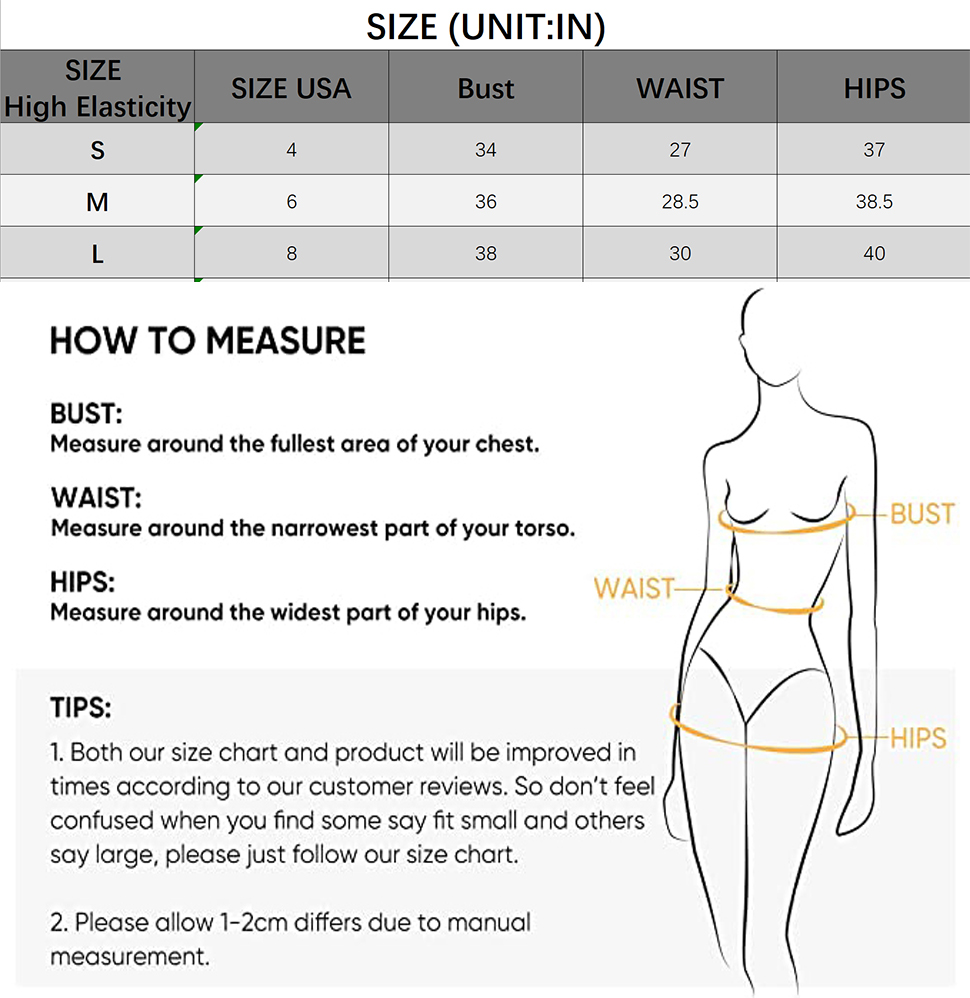 SIZE (UNIT:IN)
SIZE High Elasticity SIZE USA Bust WAIST HIPS
S 4 34 27 37
M 6 36 28.5 38.5
L 8 38 30 40
HOW TO MEASURE
BUST:
Measure around the fullest area of your chest.
WAIST:
Measure around the narrowest part of your torso.
HIPS:
Measure around the widest part of your hips.
BUST
WAIST
HIPS
TIPS:
1. Both our size chart and product will be improved in
times according to our customer reviews. So don't feel
confused when you find some say fit small and others
say large, please just follow our size chart.
2. Please allow 1-2cm differs due to manual
measurement.